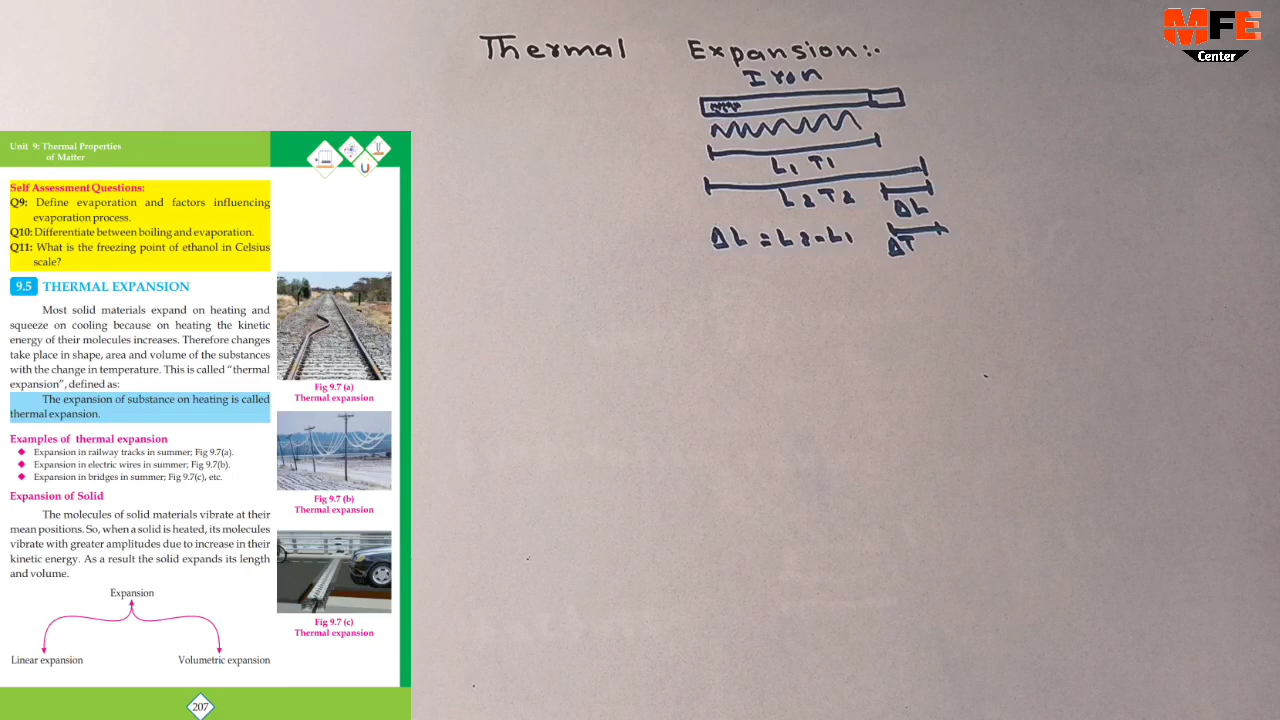 MFE
Center
Thermal Expansion:-
Iron
L1 T1
L2 T2
ΔL
ΔL = L2 - L1
ΔT
Unit 9: Thermal Properties
of Matter
Self Assessment Questions:
Q9: Define evaporation and factors influencing
evaporation process.
Q10: Differentiate between boiling and evaporation.
Q11: What is the freezing point of ethanol in Celsius
scale?
9.5 THERMAL EXPANSION
Most solid materials expand on heating and
squeeze on cooling because on heating the kinetic
energy of their molecules increases. Therefore changes
take place in shape, area and volume of the substances
with the change in temperature. This is called “thermal
expansion”, defined as:
The expansion of substance on heating is called
thermal expansion.
Examples of thermal expansion
Expansion in railway tracks in summer; Fig 9.7(a).
Expansion in electric wires in summer; Fig 9.7(b).
Expansion in bridges in summer; Fig 9.7(c), etc.
Expansion of Solid
The molecules of solid materials vibrate at their
mean positions. So, when a solid is heated, its molecules
vibrate with greater amplitudes due to increase in their
kinetic energy. As a result the solid expands its length
and volume.
Expansion
Linear expansion Volumetric expansion
Fig 9.7 (a)
Thermal expansion
Fig 9.7 (b)
Thermal expansion
Fig 9.7 (c)
Thermal expansion
207